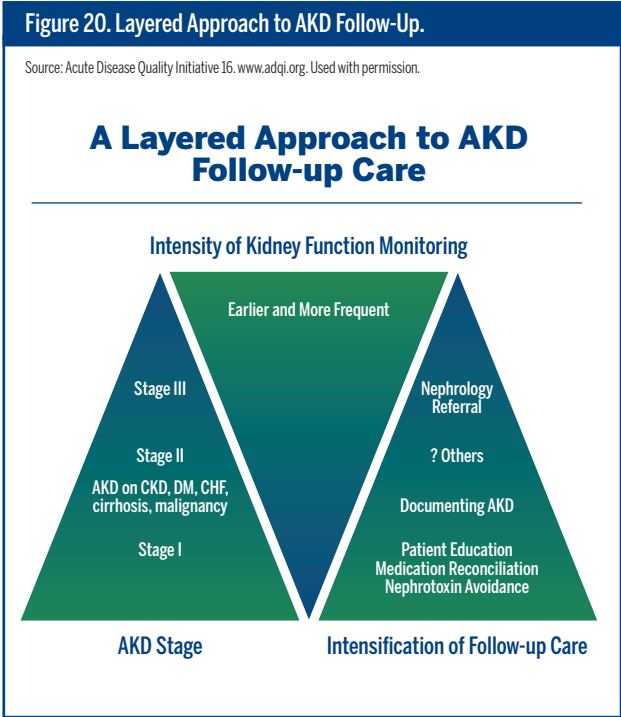 Figure 20. Layered Approach to AKD Follow-Up.
Source: Acute Disease Quality Initiative 16. www.adqi.org. Used with permission.
A Layered Approach to AKD
Follow-up Care
Intensity of Kidney Function Monitoring
Earlier and More Frequent
Stage III
Stage II
AKD on CKD, DM, CHF,
cirrhosis, malignancy
Stage I
Nephrology
Referral
? Others
Documenting AKD
Patient Education
Medication Reconciliation
Nephrotoxin Avoidance
AKD Stage
Intensification of Follow-up Care